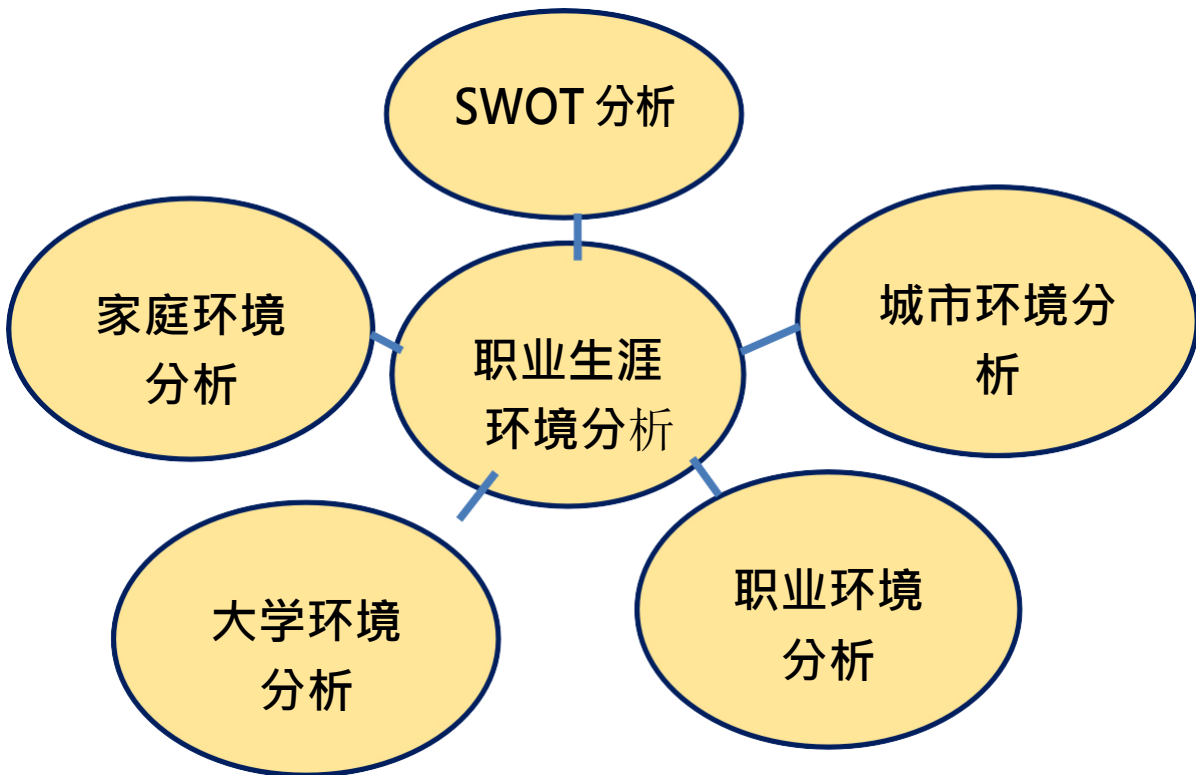 SWOT 分析
家庭环境
分析
城市环境分
析
职业生涯
环境分析
大学环境
分析
职业环境
分析